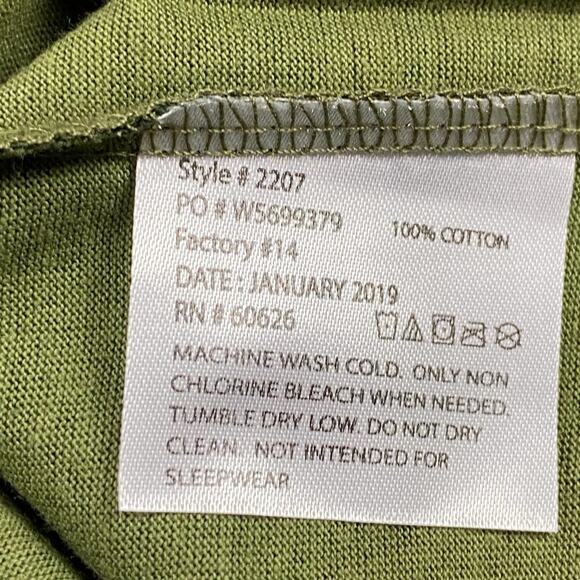 Style # 2207
PO # W5699379
100% COTTON
Factory #14
DATE : JANUARY 2019
RN # 60626
MACHINE WASH COLD. ONLY NON
CHLORINE BLEACH WHEN NEEDED.
TUMBLE DRY LOW. DO NOT DRY
CLEAN. NOT INTENDED FOR
SLEEPWEAR